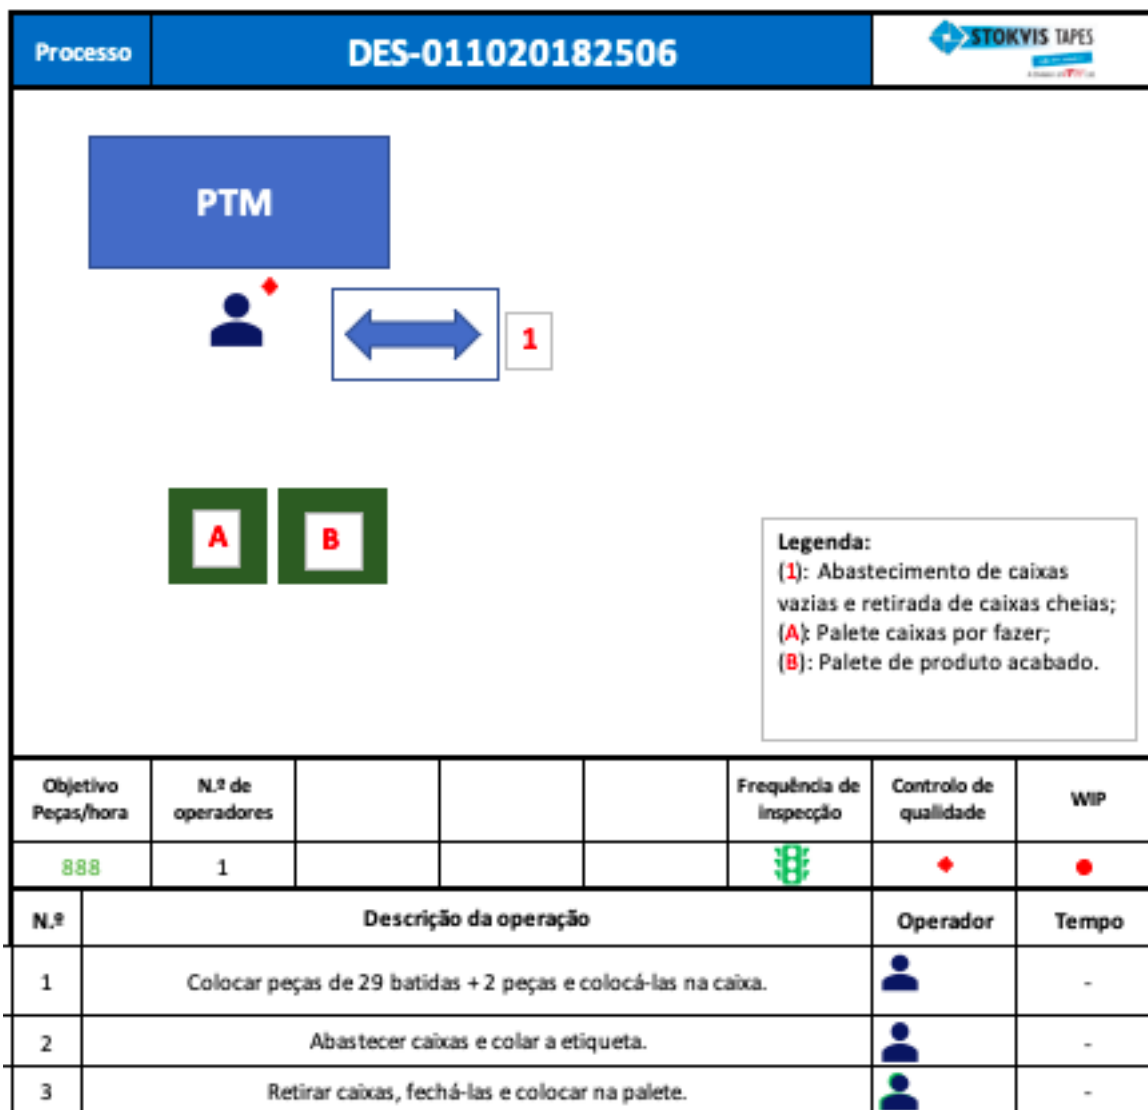 Processo
DES-011020182506
STOKVIS TAPES
PTM
1
A
B
Legenda:
(1): Abastecimento de caixas
vazias e retirada de caixas cheias;
(A): Palete caixas por fazer;
(B): Palete de produto acabado.
Objetivo
Peças/hora
N.º de
operadores
Frequência de
inspecção
Controlo de
qualidade
WIP
888
1
N.º
Descrição da operação
Operador
Tempo
1
Colocar peças de 29 batidas + 2 peças e colocá-las na caixa.
-
2
Abastecer caixas e colar a etiqueta.
-
3
Retirar caixas, fechá-las e colocar na palete.
-